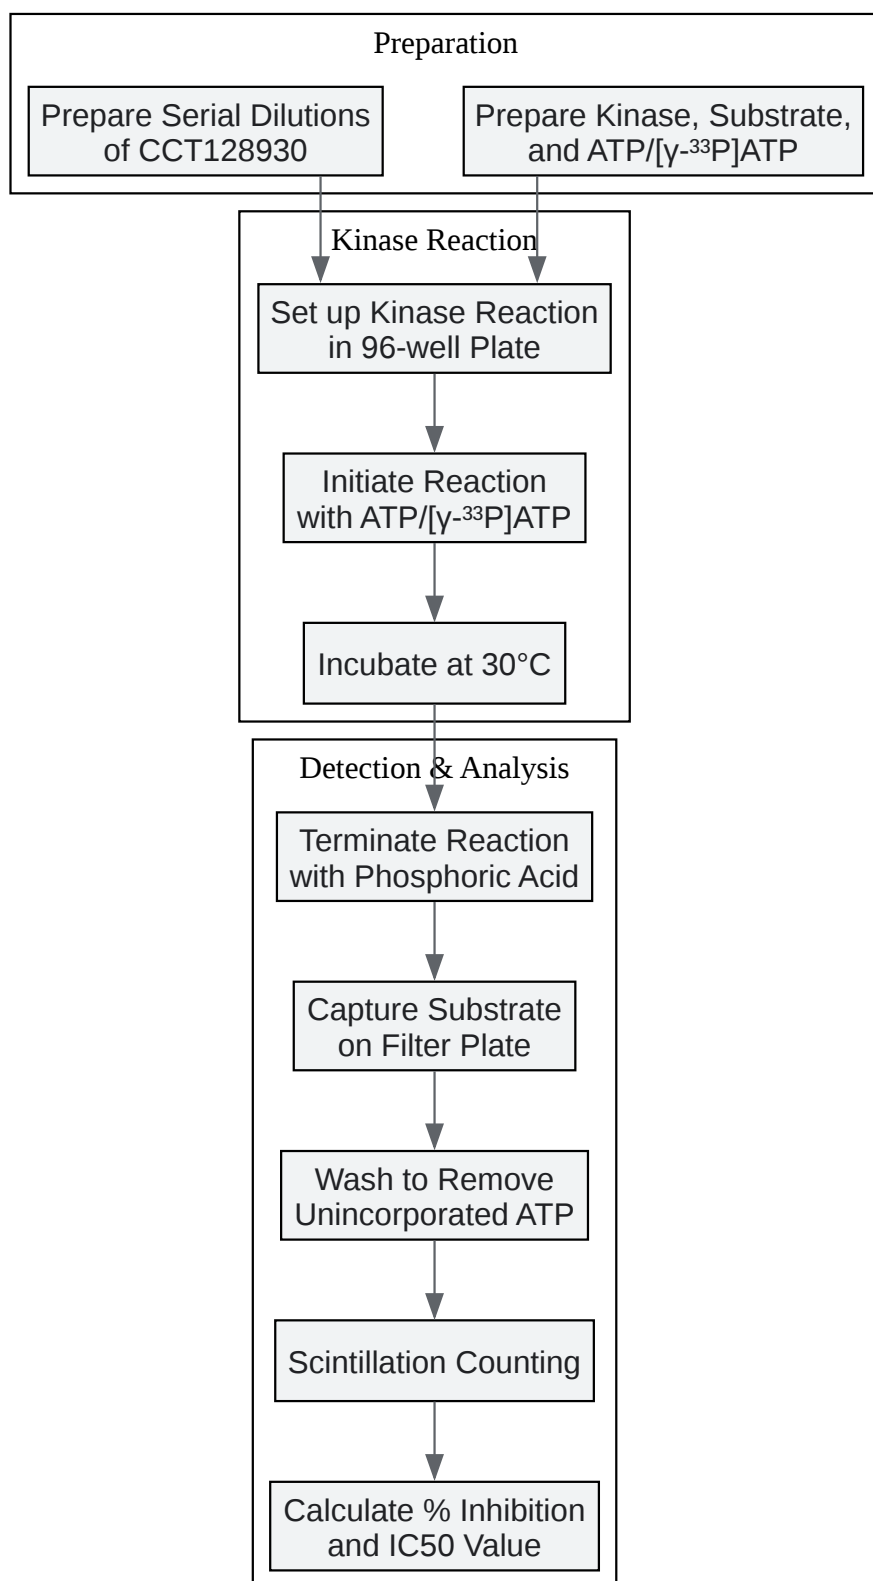 Preparation
Prepare Serial Dilutions
of CCT128930
Prepare Kinase, Substrate,
and ATP/[γ-³³P]ATP
Kinase Reaction
Set up Kinase Reaction
in 96-well Plate
Initiate Reaction
with ATP/[γ-³³P]ATP
Incubate at 30°C
Detection & Analysis
Terminate Reaction
with Phosphoric Acid
Capture Substrate
on Filter Plate
Wash to Remove
Unincorporated ATP
Scintillation Counting
Calculate % Inhibition
and IC50 Value